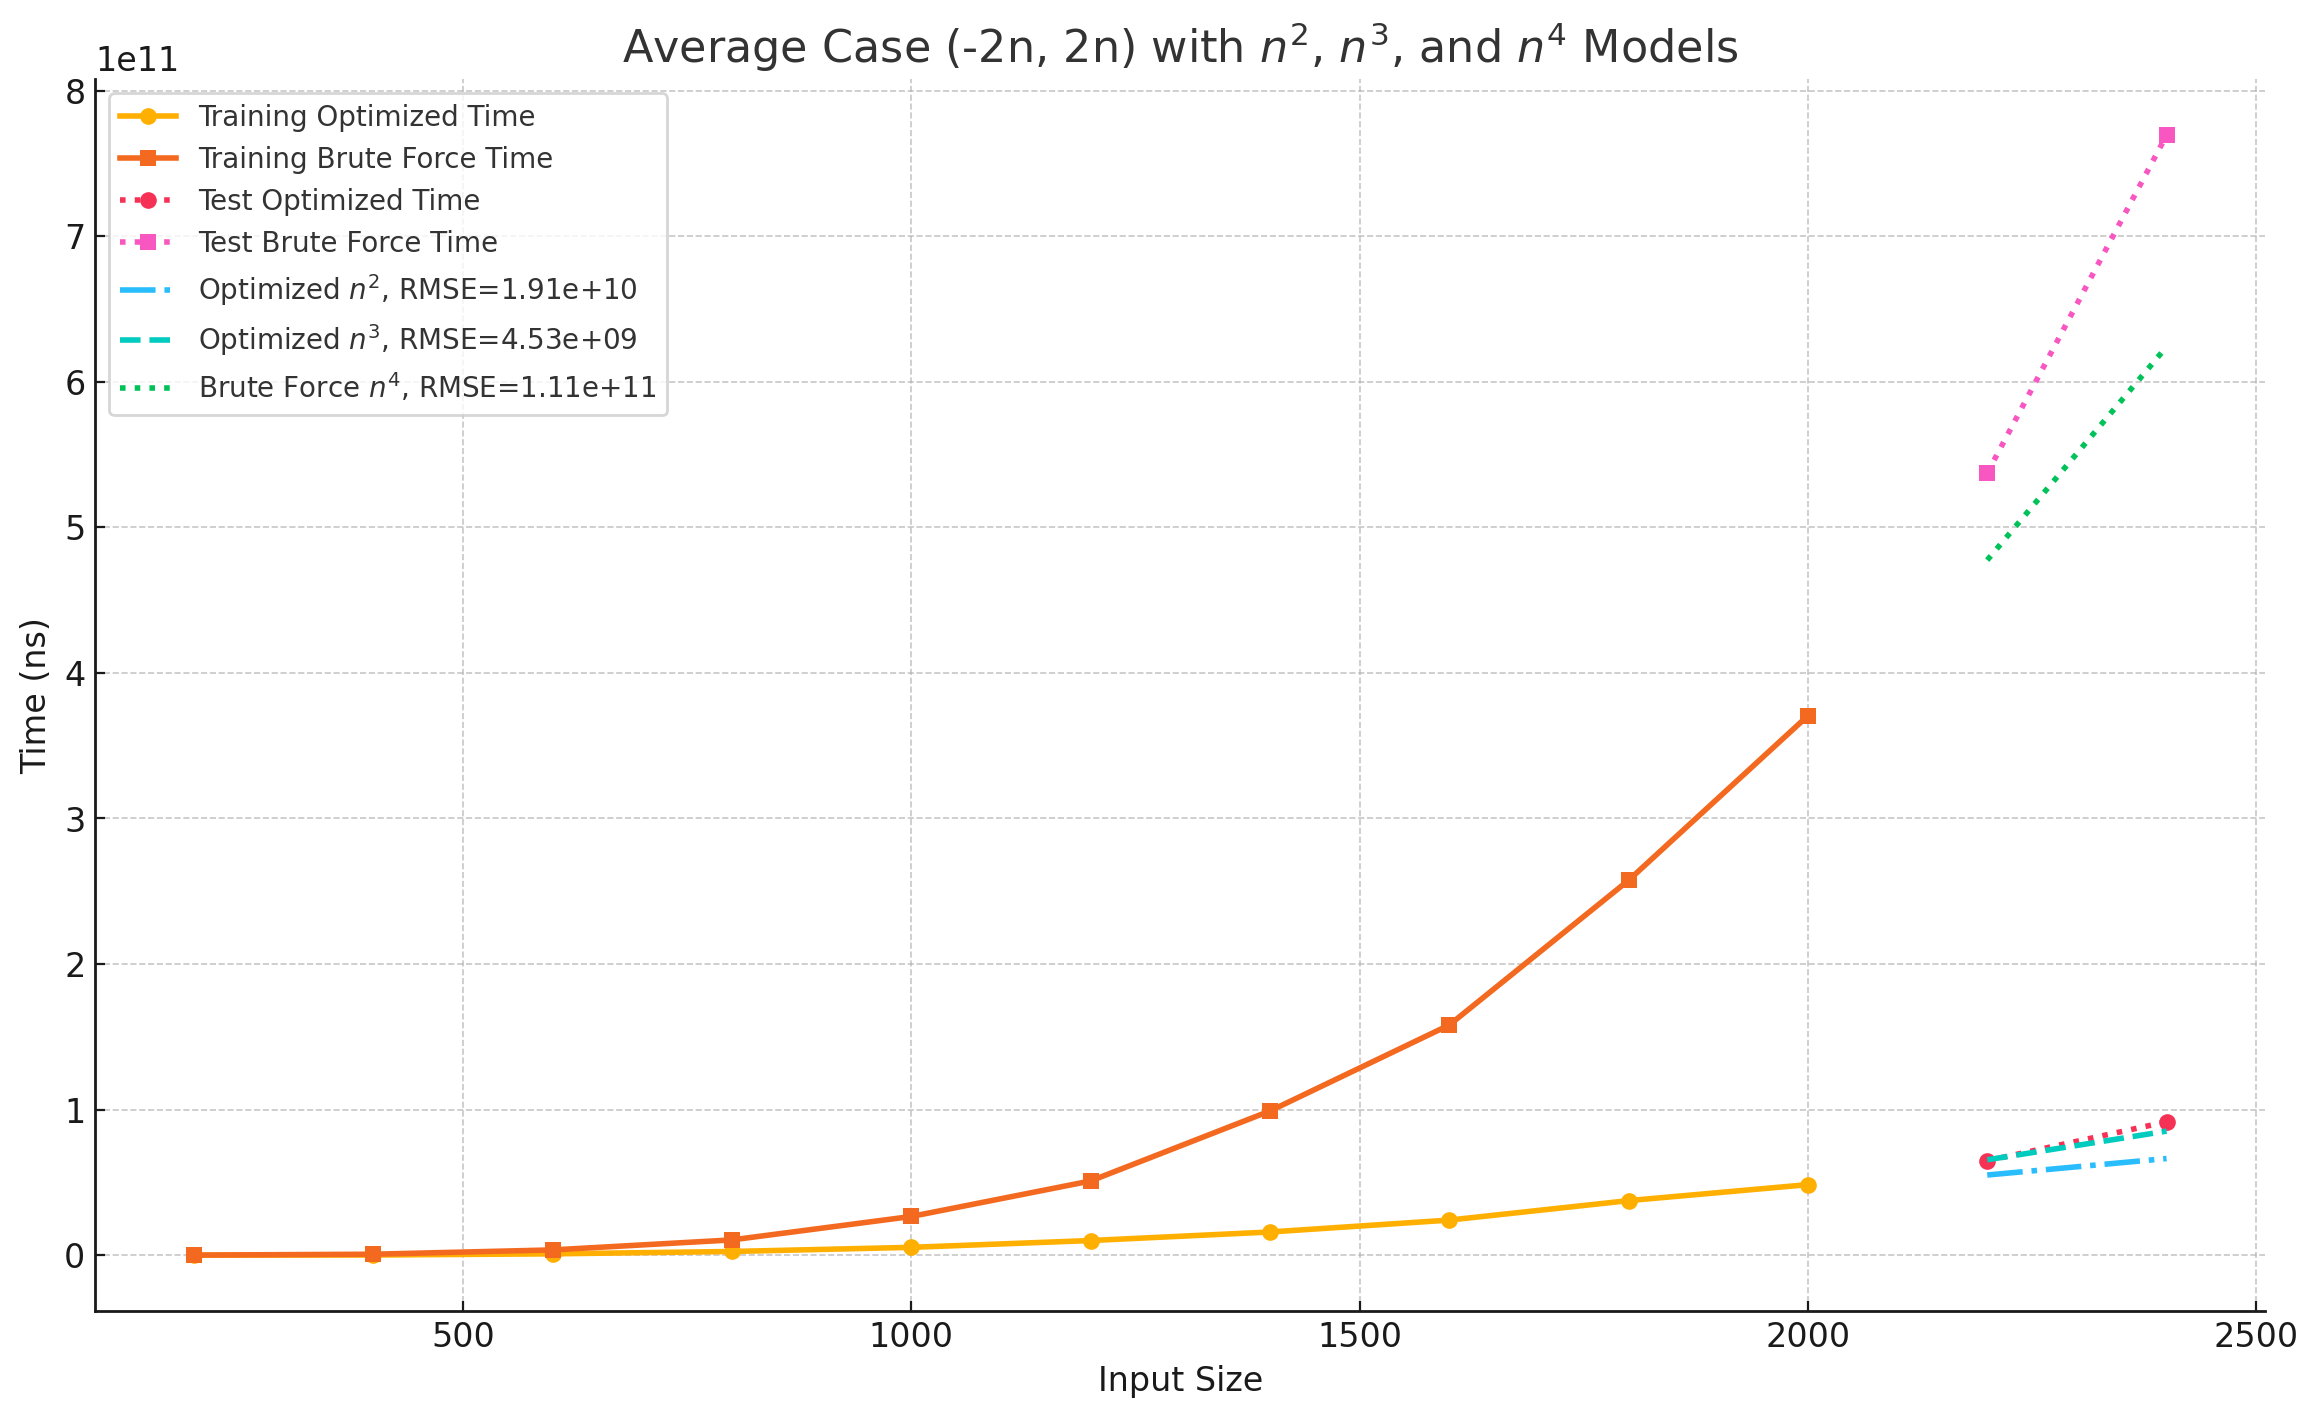 Average Case (-2n, 2n) with n², n³, and n⁴ Models
1e11
8
7
6
5
4
3
2
1
0
Time (ns)
Training Optimized Time
Training Brute Force Time
Test Optimized Time
Test Brute Force Time
Optimized n², RMSE=1.91e+10
Optimized n³, RMSE=4.53e+09
Brute Force n⁴, RMSE=1.11e+11
500 1000 1500 2000 2500
Input Size